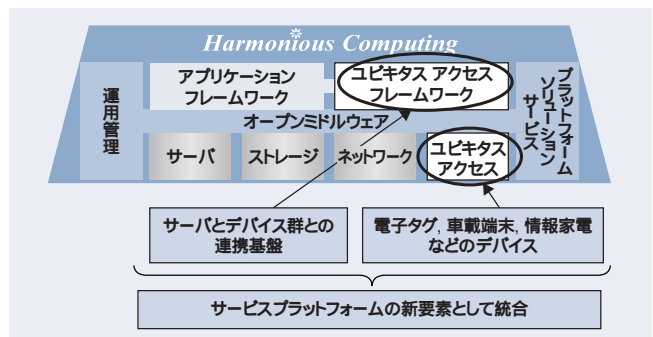 Harmonious Computing
運用管理
アプリケーション
フレームワーク
ユビキタス アクセス
フレームワーク
オープンミドルウェア
サーバ
ストレージ
ネットワーク
ユビキタス
アクセス
プラットフォーム
ソリューション
サービス
サーバとデバイス群との
連携基盤
電子タグ, 車載端末, 情報家電
などのデバイス
サービスプラットフォームの新要素として統合